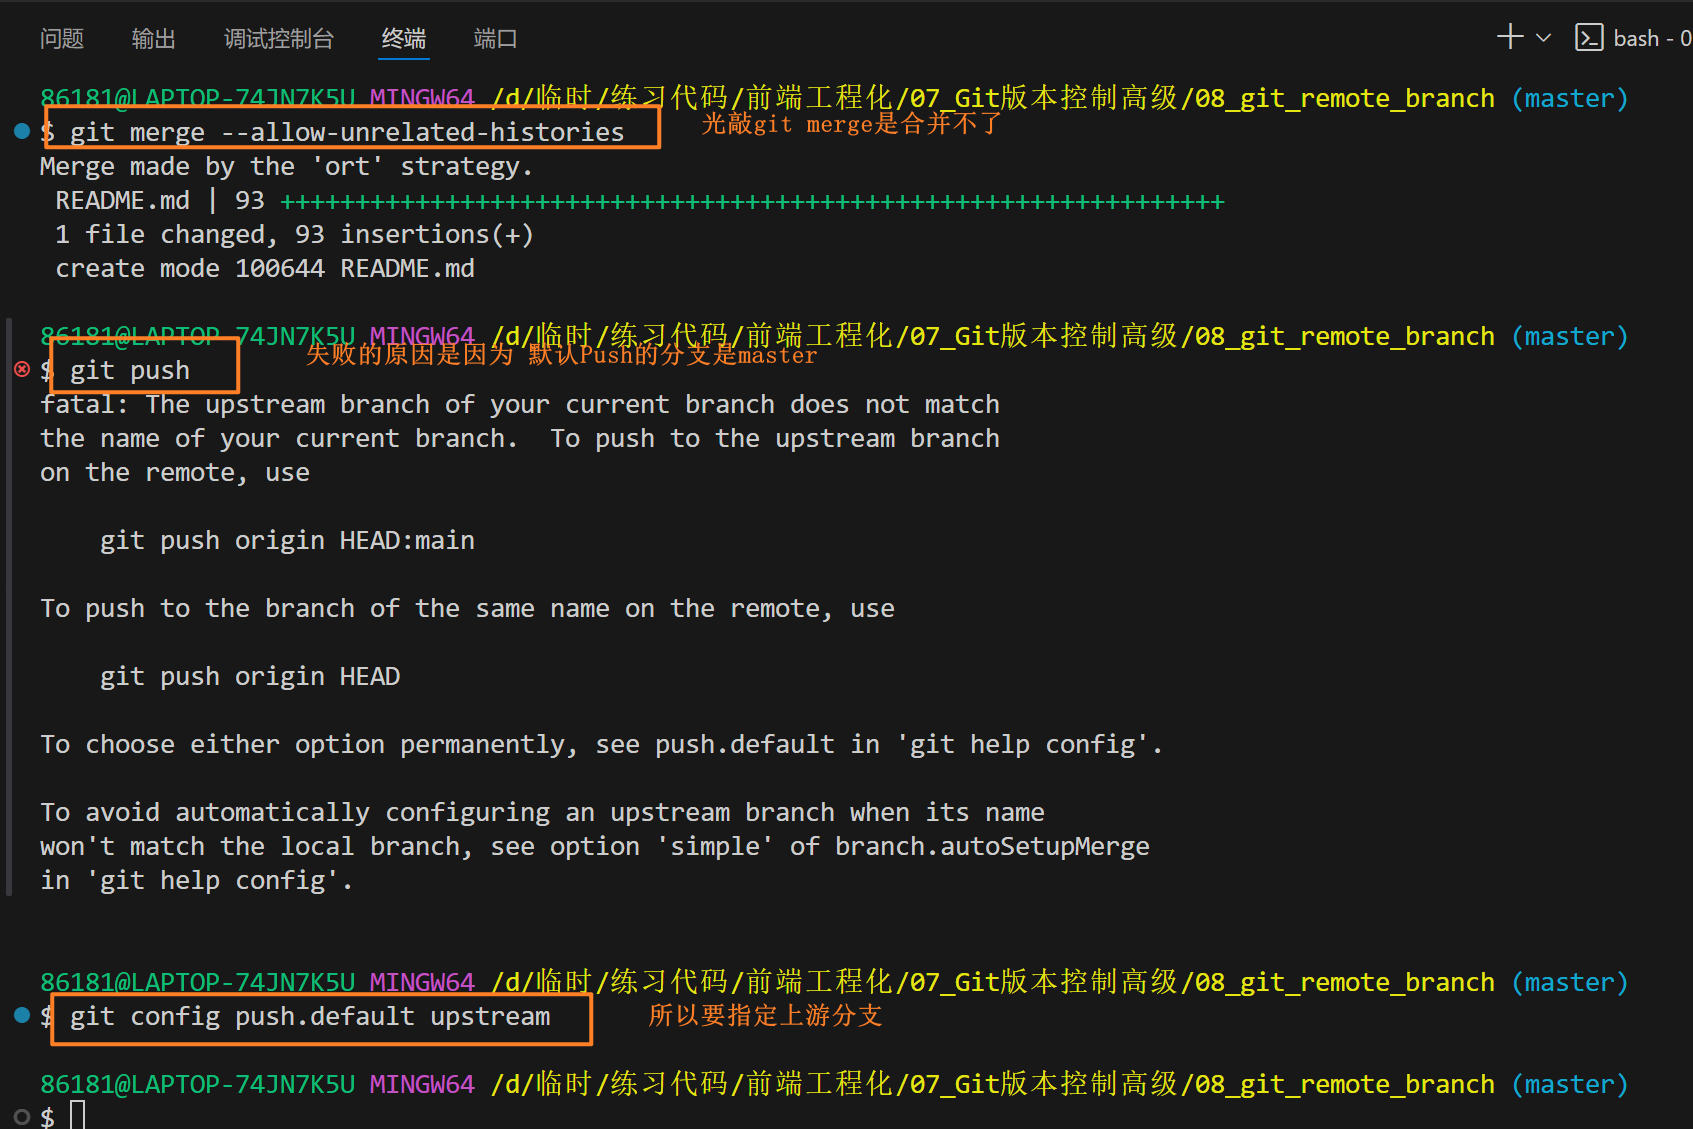 问题 输出 调试控制台 终端 端口 bash - 0
86181@LAPTOP-74JN7K5U MINGW64 /d/临时/练习代码/前端工程化/07_Git版本控制高级/08_git_remote_branch (master)
$ git merge --allow-unrelated-histories 光敲git merge是合并不了
Merge made by the 'ort' strategy.
README.md | 93 +++++++++++++++++++++++++++++++++++++++++++++++++++++++++++++++
1 file changed, 93 insertions(+)
create mode 100644 README.md
86181@LAPTOP-74JN7K5U MINGW64 /d/临时/练习代码/前端工程化/07_Git版本控制高级/08_git_remote_branch (master)
失败的原因是因为 默认Push的分支是master
$ git push
fatal: The upstream branch of your current branch does not match
the name of your current branch.  To push to the upstream branch
on the remote, use
git push origin HEAD:main
To push to the branch of the same name on the remote, use
git push origin HEAD
To choose either option permanently, see push.default in 'git help config'.
To avoid automatically configuring an upstream branch when its name
won't match the local branch, see option 'simple' of branch.autoSetupMerge
in 'git help config'.
86181@LAPTOP-74JN7K5U MINGW64 /d/临时/练习代码/前端工程化/07_Git版本控制高级/08_git_remote_branch (master)
$ git config push.default upstream 所以要指定上游分支
86181@LAPTOP-74JN7K5U MINGW64 /d/临时/练习代码/前端工程化/07_Git版本控制高级/08_git_remote_branch (master)
$